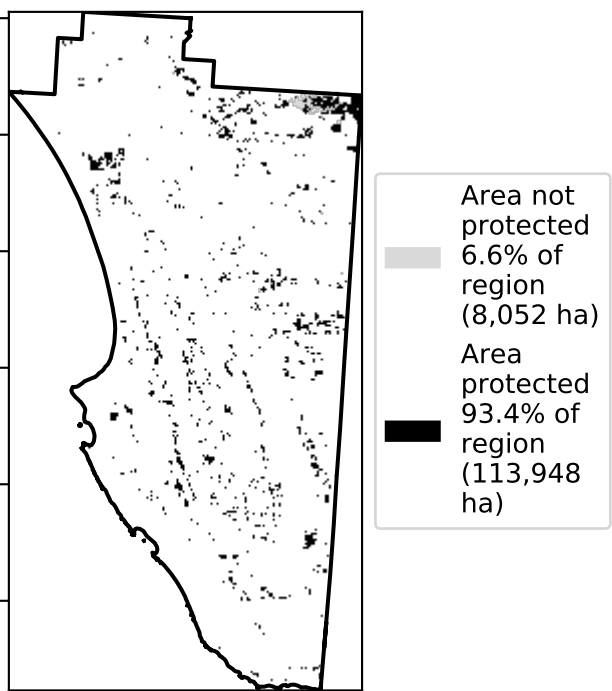 Area not
protected
6.6% of
region
(8,052 ha)
Area
protected
93.4% of
region
(113,948
ha)